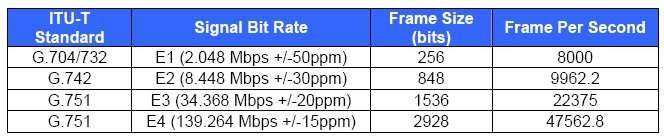 ITU-T Standard Signal Bit Rate Frame Size (bits) Frame Per Second
G.704/732 E1 (2.048 Mbps +/-50ppm) 256 8000
G.742 E2 (8.448 Mbps +/-30ppm) 848 9962.2
G.751 E3 (34.368 Mbps +/-20ppm) 1536 22375
G.751 E4 (139.264 Mbps +/-15ppm) 2928 47562.8